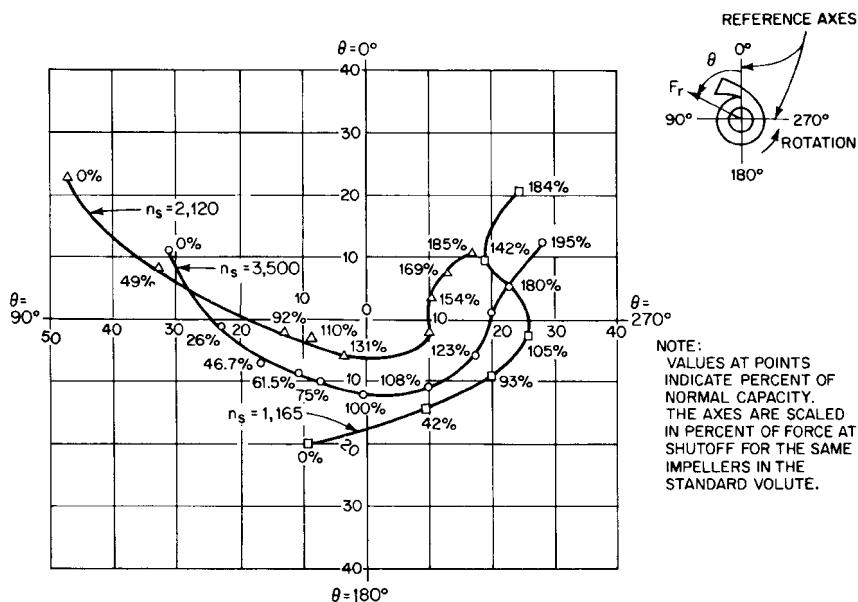 REFERENCE AXES
θ=0°
0°
θ
40
Fr
90°
270°
30
ROTATION
180°
0%
20
184%
ns=2,120
0%
185%
142%
195%
10
ns=3,500
169%
49%
180%
10
0
154%
θ=
90°
92%
110%
10
θ=
270°
50
40
30
20
26%
131%
20
30
40
123%
105%
46.7%
61.5%
10
108%
93%
75%
100%
ns=1,165
42%
20
0%
30
40
θ=180°
NOTE:
VALUES AT POINTS
INDICATE PERCENT OF
NORMAL CAPACITY.
THE AXES ARE SCALED
IN PERCENT OF FORCE AT
SHUTOFF FOR THE SAME
IMPELLERS IN THE
STANDARD VOLUTE.